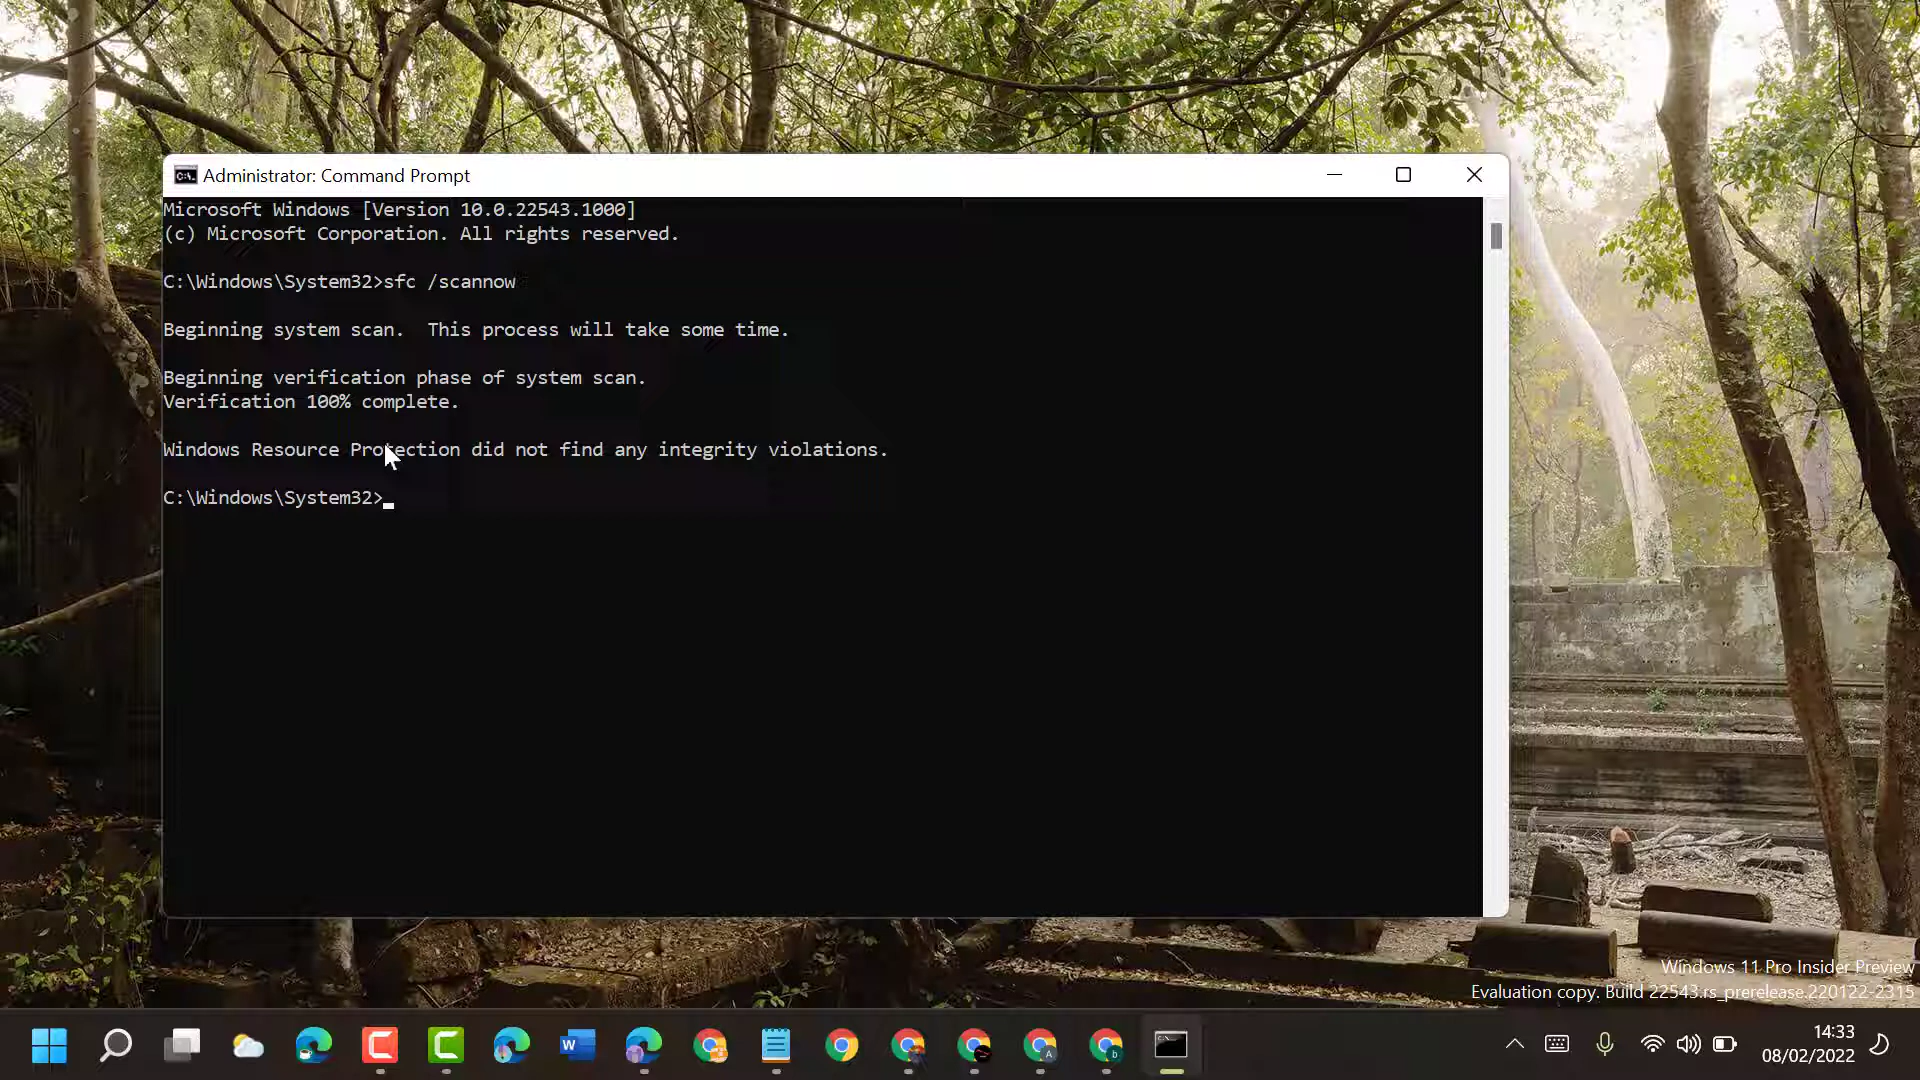 Administrator: Command Prompt
Microsoft Windows [Version 10.0.22543.1000]
(c) Microsoft Corporation. All rights reserved.
C:\Windows\System32>sfc /scannow
Beginning system scan.  This process will take some time.
Beginning verification phase of system scan.
Verification 100% complete.
Windows Resource Protection did not find any integrity violations.
C:\Windows\System32>
Windows 11 Pro Insider Preview
Evaluation copy. Build 22543.rs_prerelease.220122-2315
14:33
08/02/2022